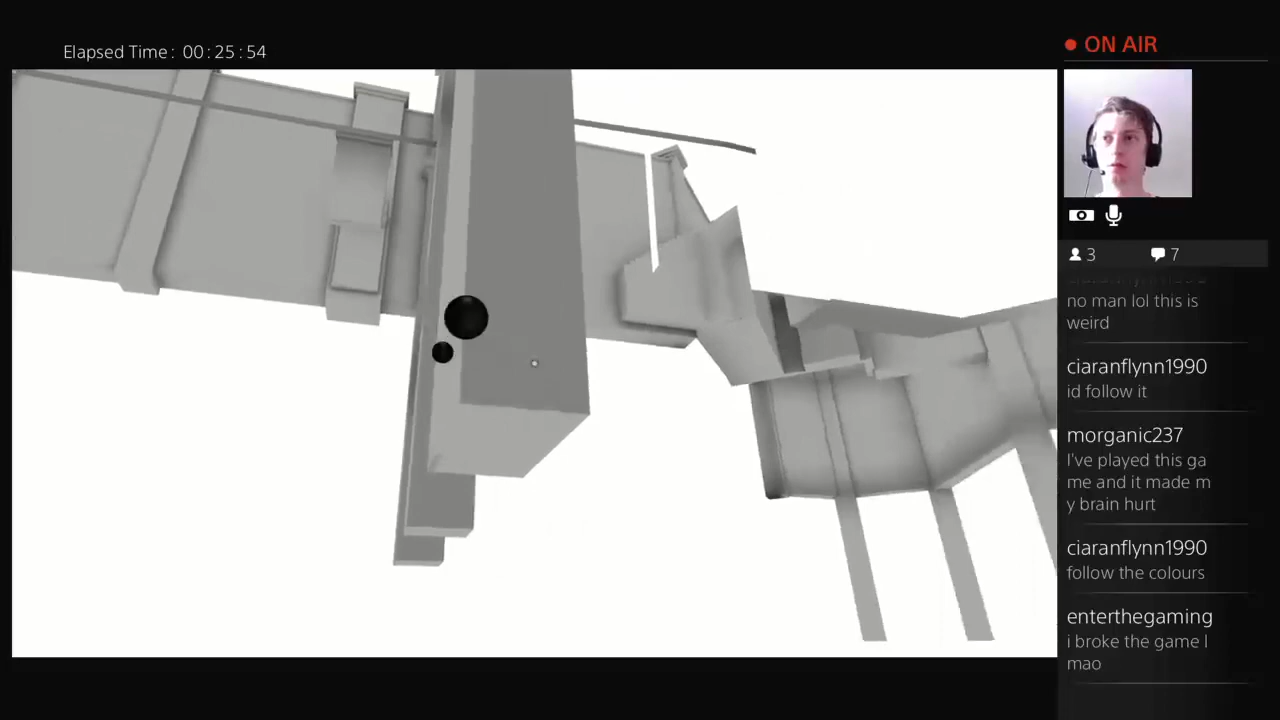 Elapsed Time: 00:25:54
ON AIR
3
7
no man lol this is
weird
ciaranflynn1990
id follow it
morganic237
I've played this ga
me and it made m
y brain hurt
ciaranflynn1990
follow the colours
enterthegaming
i broke the game l
mao